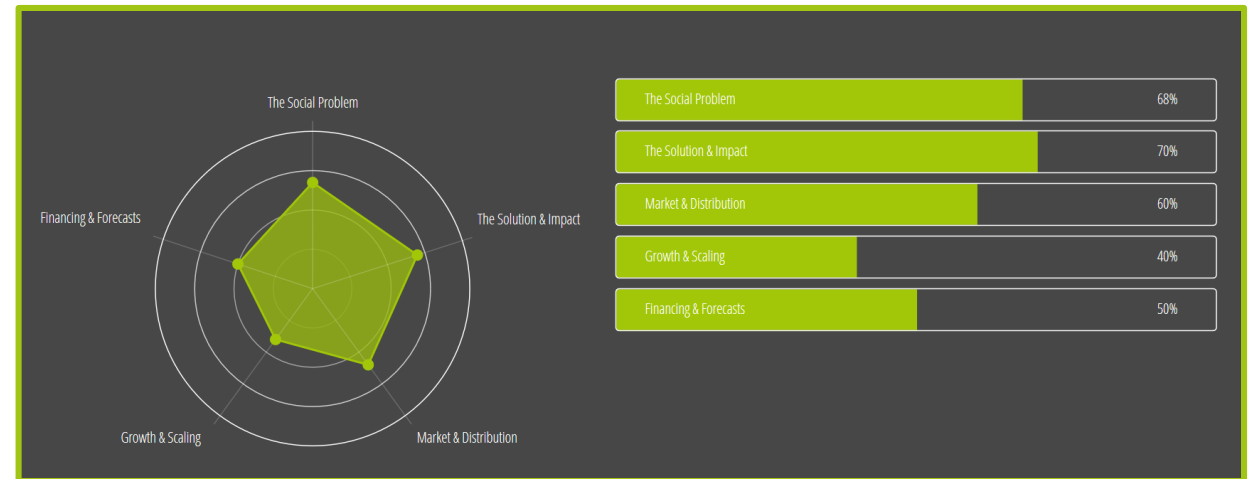 The Social Problem
The Solution & Impact
Financing & Forecasts
Growth & Scaling
Market & Distribution
The Social Problem 68%
The Solution & Impact 70%
Market & Distribution 60%
Growth & Scaling 40%
Financing & Forecasts 50%